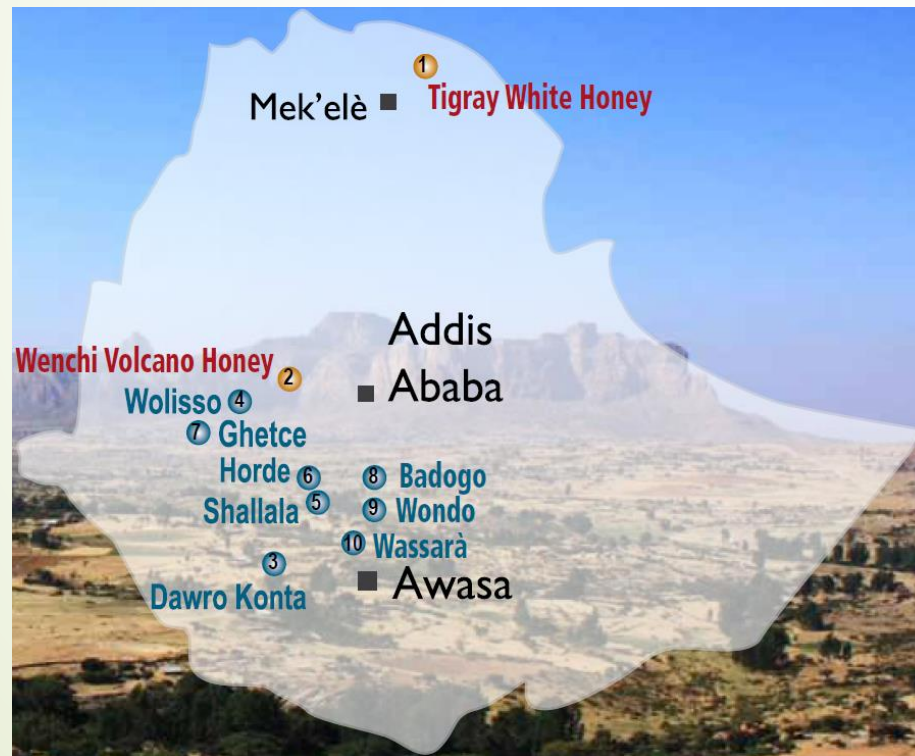 1
Mek'elè
Tigray White Honey
Addis
Ababa
Wenchi Volcano Honey 2
Wolisso 4
7 Ghetce
Horde 6
8 Badogo
Shallala 5
9 Wondo
10 Wassarà
3
Dawro Konta
Awasa